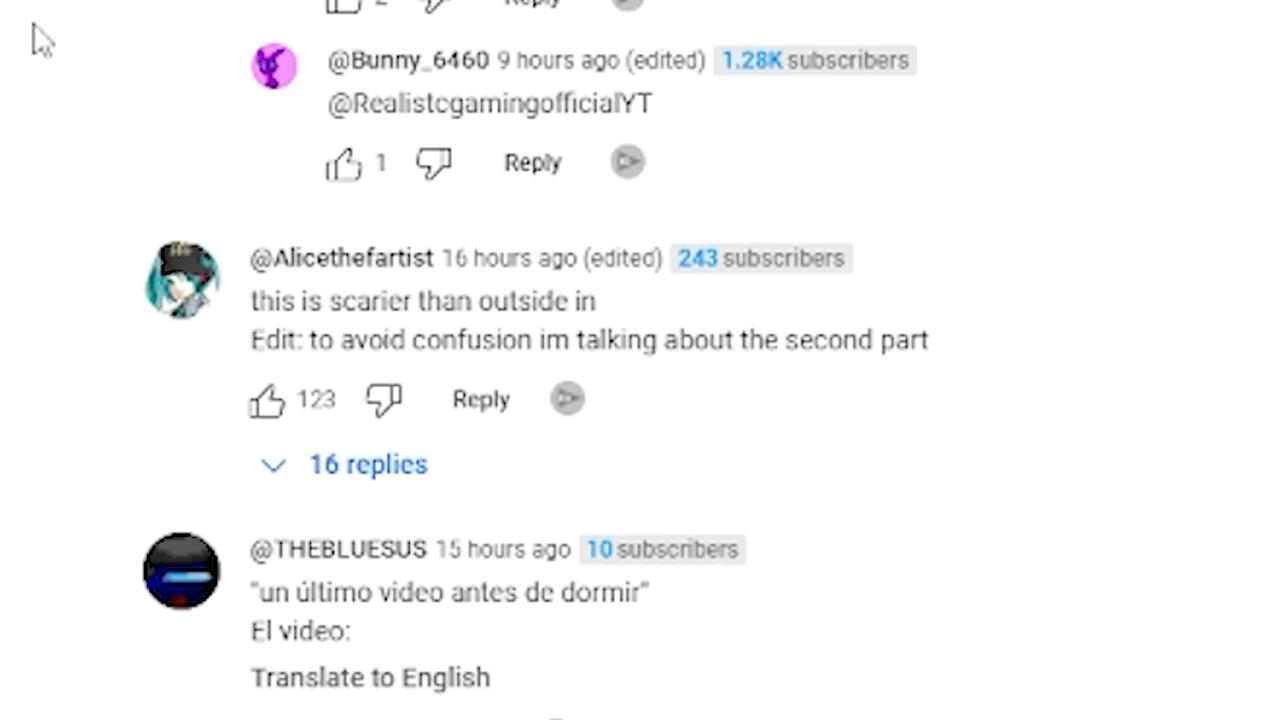 2 Reply
@Bunny_6460 9 hours ago (edited) 1.28K subscribers
@RealistcgamingofficialYT
1 Reply
@Alicethefartist 16 hours ago (edited) 243 subscribers
this is scarier than outside in
Edit: to avoid confusion im talking about the second part
123 Reply
16 replies
@THEBLUESUS 15 hours ago 10 subscribers
"un último video antes de dormir"
El video:
Translate to English